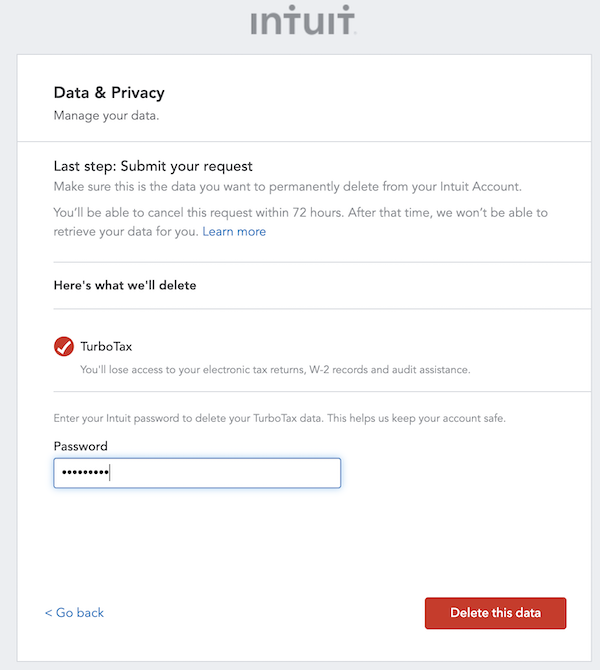 intuit
Data & Privacy
Manage your data.
Last step: Submit your request
Make sure this is the data you want to permanently delete from your Intuit Account.
You'll be able to cancel this request within 72 hours. After that time, we won't be able to
retrieve your data for you. Learn more
Here's what we'll delete
TurboTax
You'll lose access to your electronic tax returns, W-2 records and audit assistance.
Enter your Intuit password to delete your TurboTax data. This helps us keep your account safe.
Password
•••••••••
< Go back
Delete this data